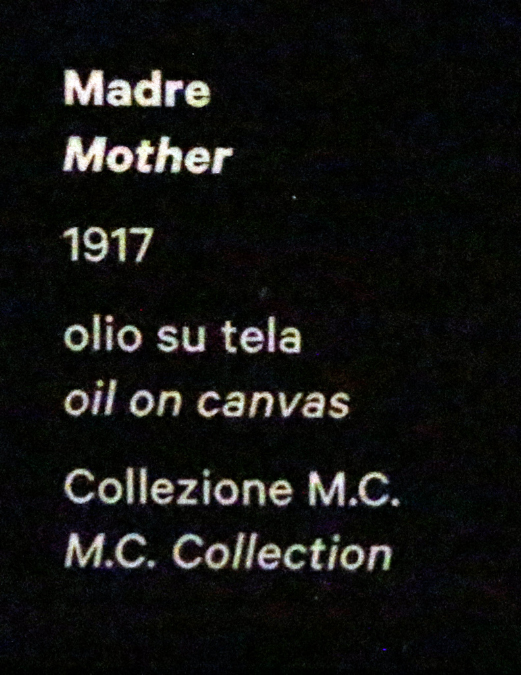 Madre
Mother
1917
olio su tela
oil on canvas
Collezione M.C.
M.C. Collection